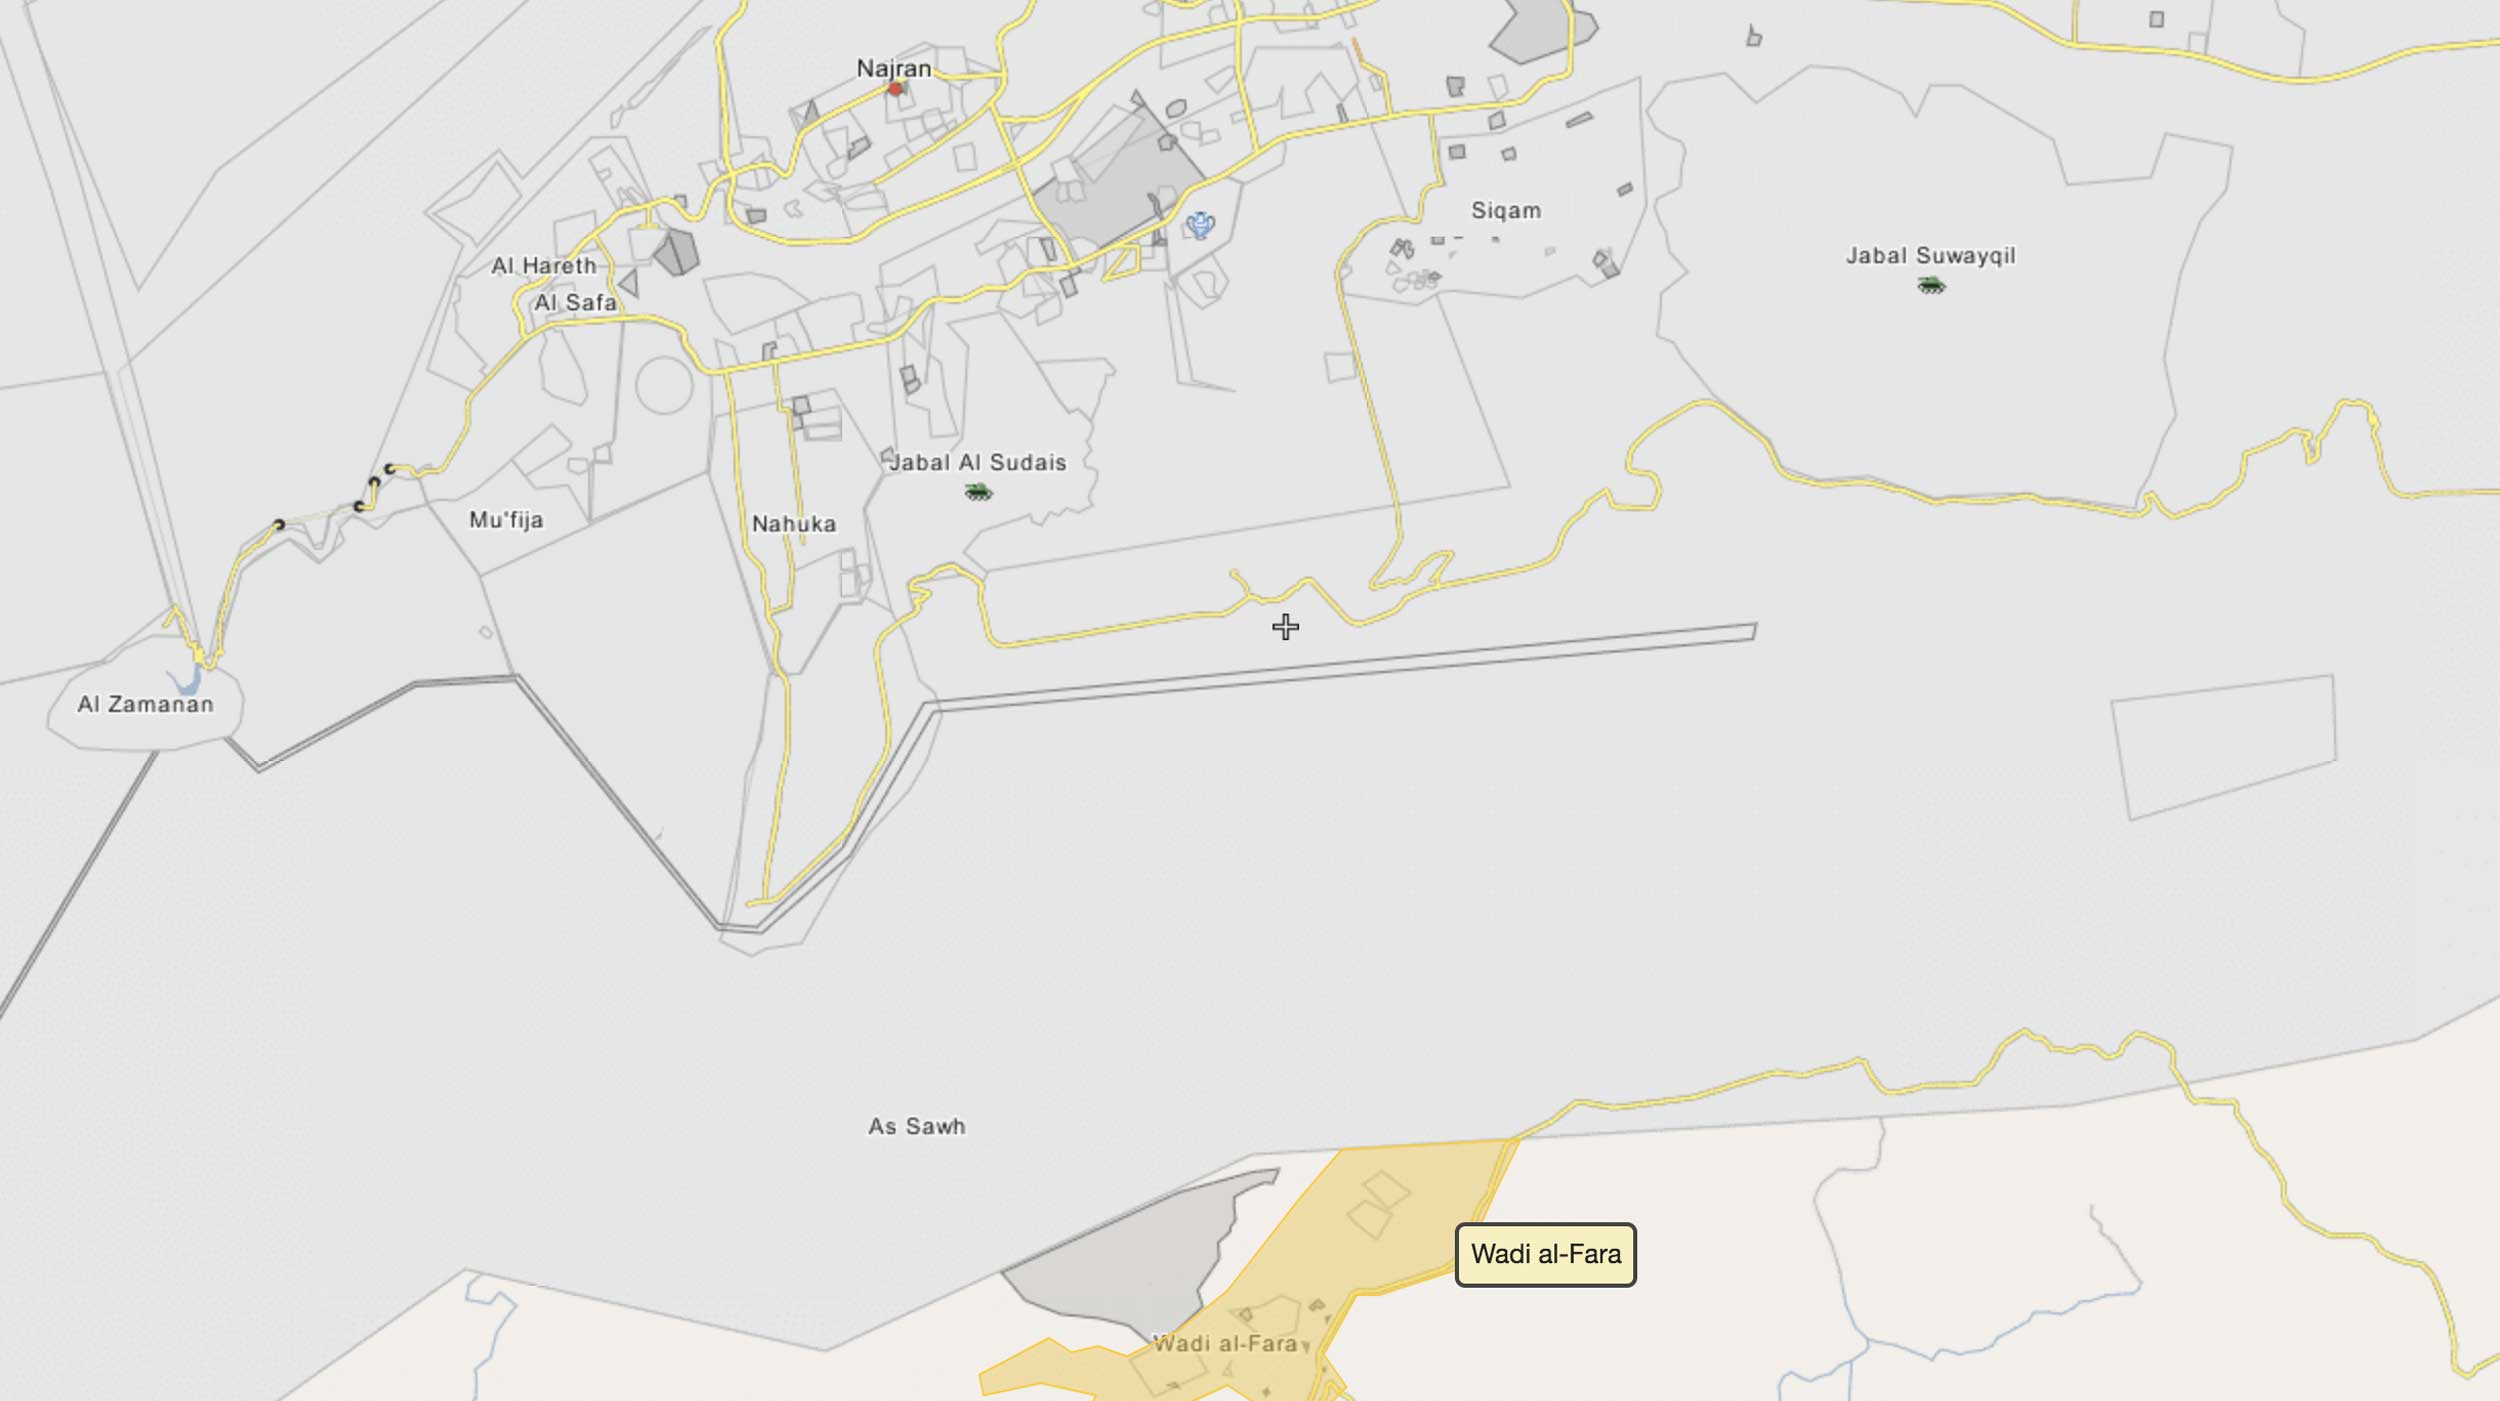 Najran
Siqam
Jabal Suwayqil
Al Hareth
Al Safa
Jabal Al Sudais
Mu'fija
Nahuka
Al Zamanan
As Sawh
Wadi al-Fara
Wadi al-Fara